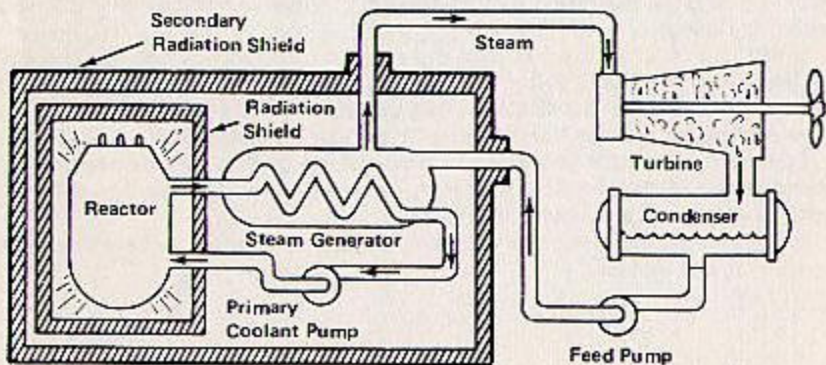 Secondary
Radiation Shield
Steam
Radiation
Shield
Reactor
Steam Generator
Turbine
Condenser
Primary
Coolant Pump
Feed Pump